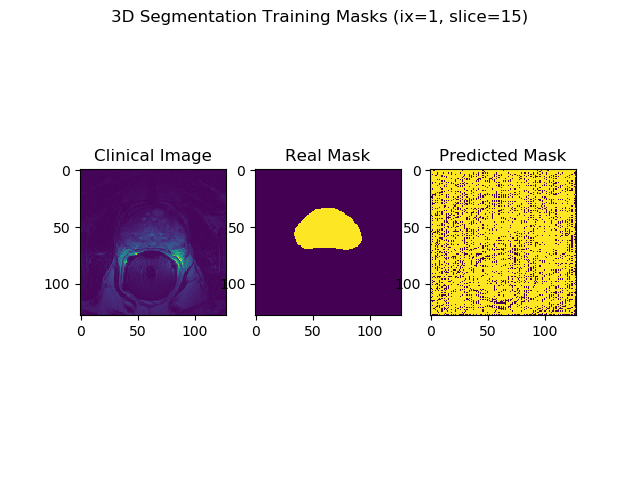 3D Segmentation Training Masks (ix=1, slice=15)
Clinical Image Real Mask Predicted Mask
0 0 0
50 50 50
100 100 100
0 50 100 0 50 100 0 50 100